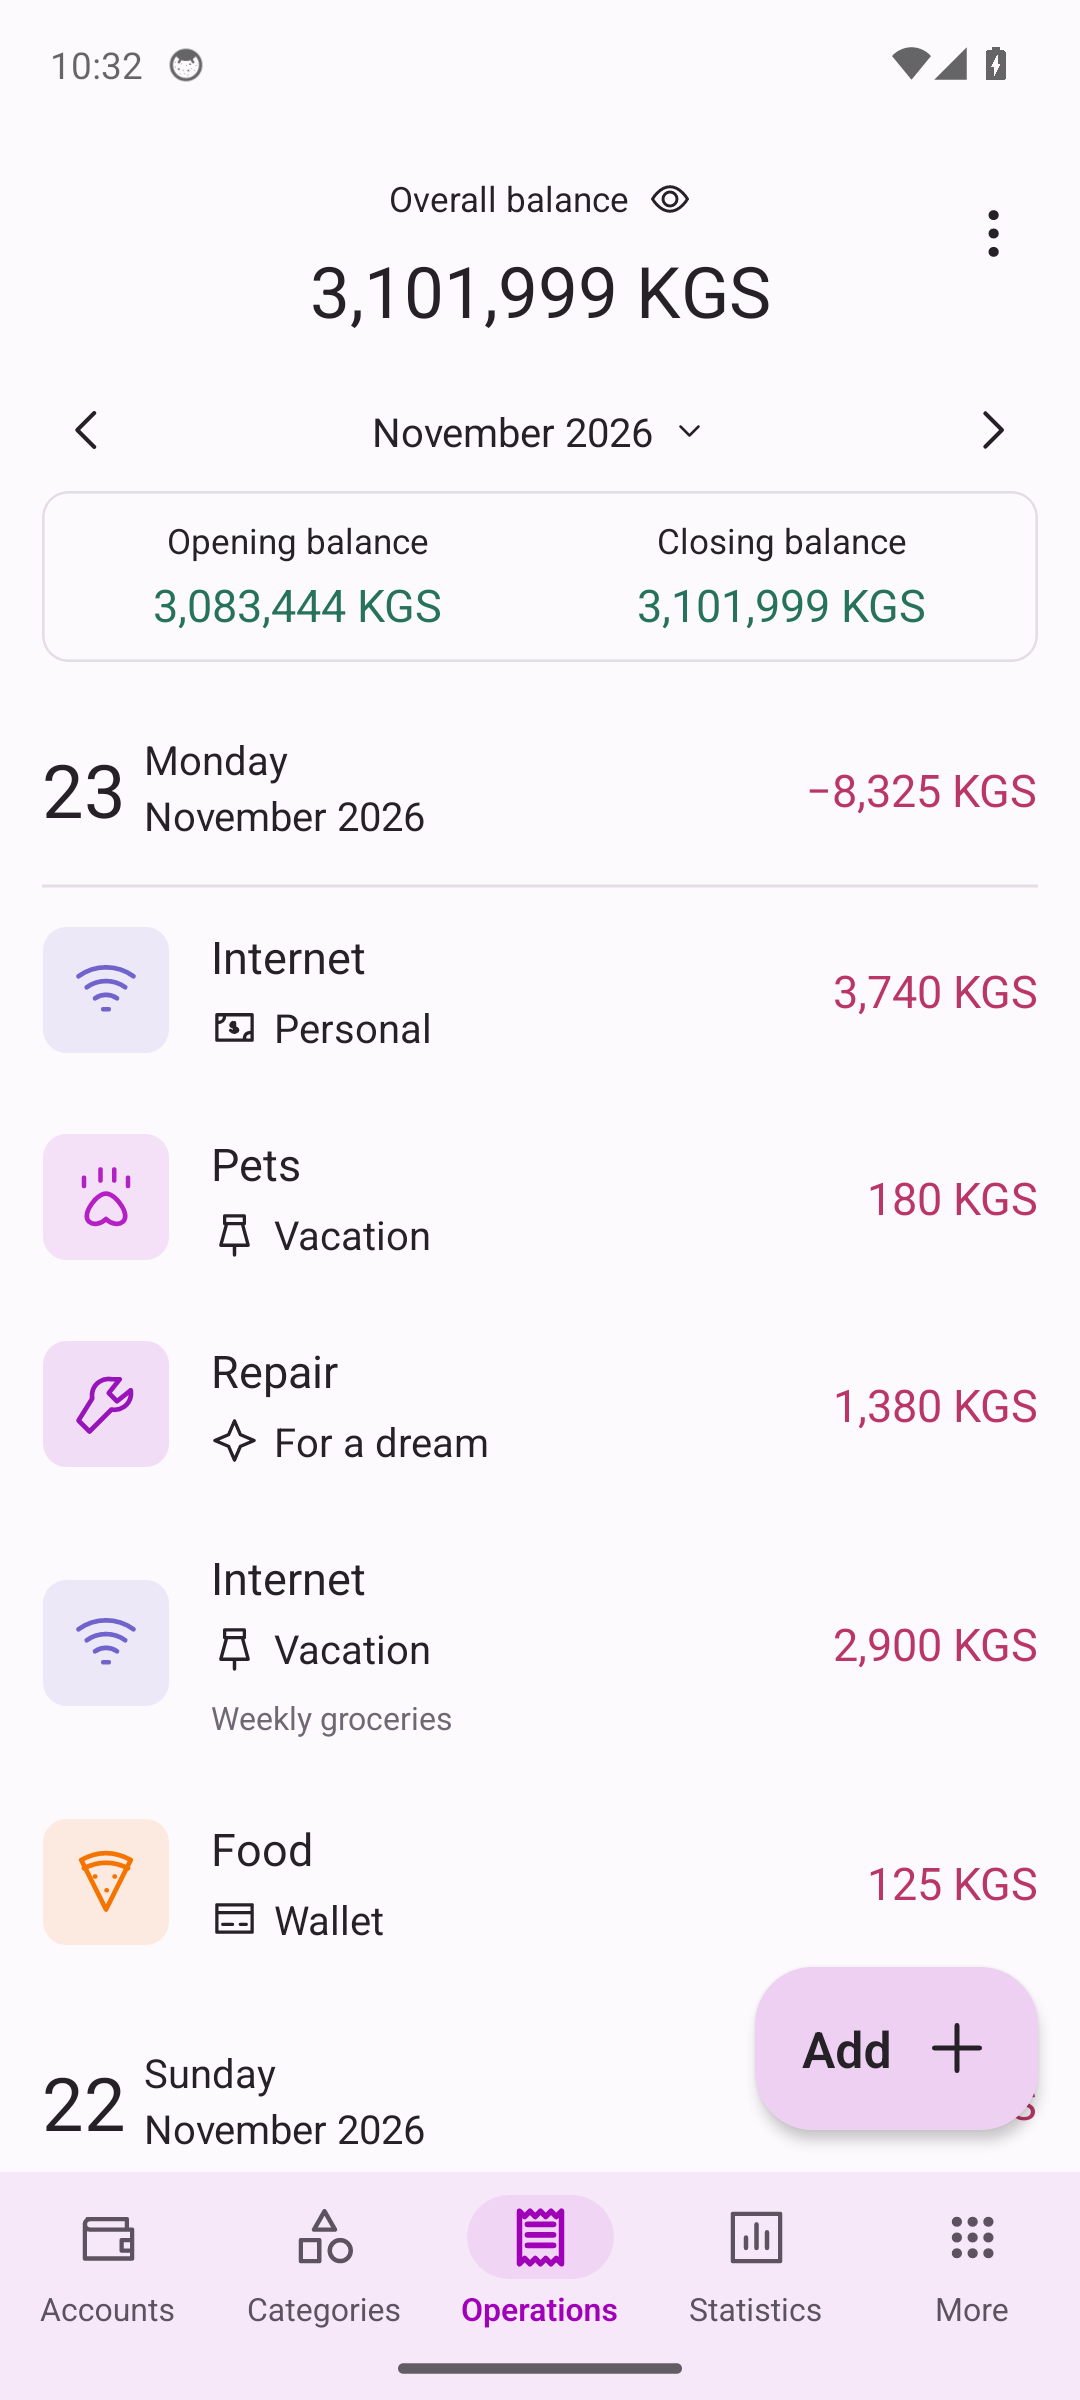 10:32
Overall balance
3,101,999 KGS
November 2026
Opening balance
Closing balance
3,083,444 KGS
3,101,999 KGS
23
Monday
November 2026
−8,325 KGS
Internet
Personal
3,740 KGS
Pets
Vacation
180 KGS
Repair
For a dream
1,380 KGS
Internet
Vacation
Weekly groceries
2,900 KGS
Food
Wallet
125 KGS
Add
22
Sunday
November 2026
Accounts
Categories
Operations
Statistics
More